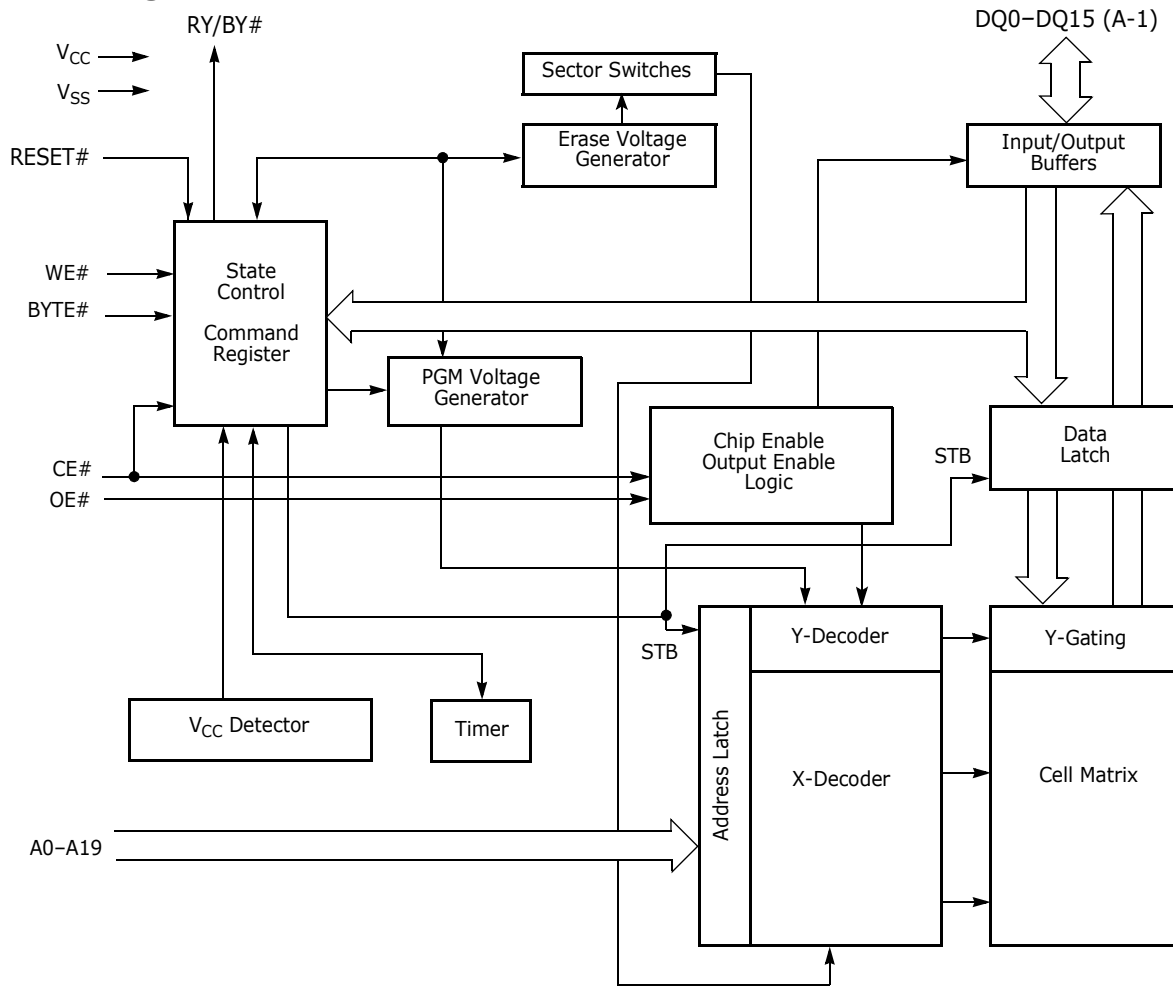 RY/BY#
DQ0–DQ15 (A-1)
VCC
VSS
Sector Switches
RESET#
Erase Voltage
Generator
Input/Output
Buffers
WE#
BYTE#
State
Control
Command
Register
PGM Voltage
Generator
Chip Enable
Output Enable
Logic
Data
Latch
STB
CE#
OE#
STB
Y-Decoder
Y-Gating
VCC Detector
Timer
Address Latch
X-Decoder
Cell Matrix
A0–A19